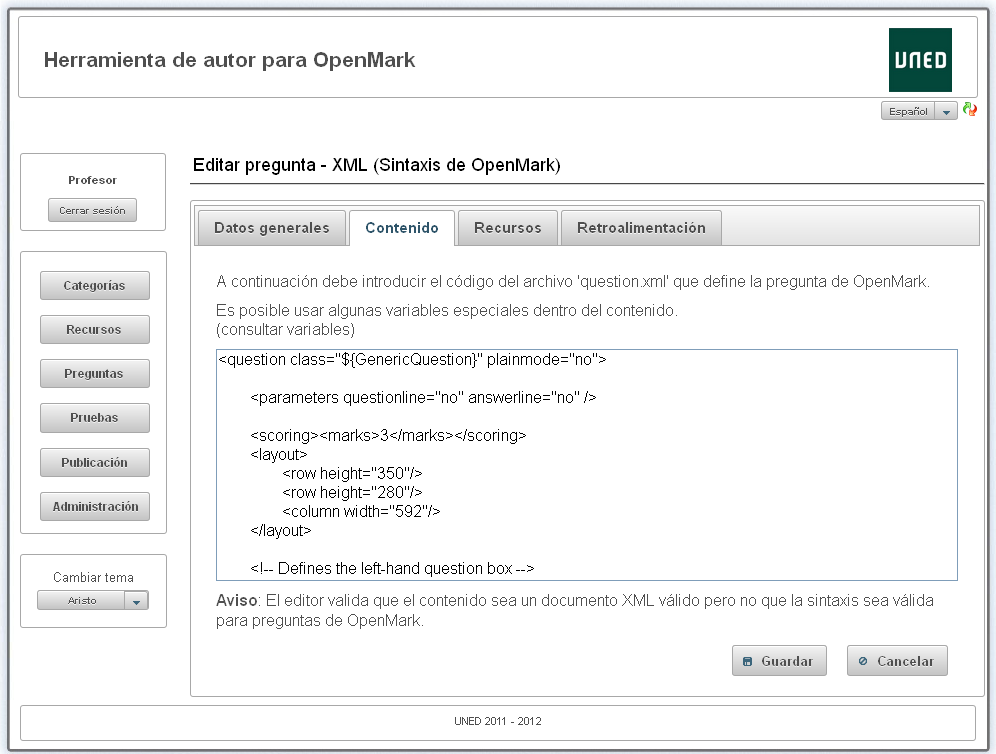 Herramienta de autor para OpenMark
UNED
Español
Profesor
Cerrar sesión
Categorías
Recursos
Preguntas
Pruebas
Publicación
Administración
Cambiar tema
Aristo
Editar pregunta - XML (Sintaxis de OpenMark)
Datos generales
Contenido
Recursos
Retroalimentación
A continuación debe introducir el código del archivo 'question.xml' que define la pregunta de OpenMark.
Es posible usar algunas variables especiales dentro del contenido.
(consultar variables)
<question class="${GenericQuestion}" plainmode="no">
<parameters questionline="no" answerline="no" />
<scoring><marks>3</marks></scoring>
<layout>
<row height="350"/>
<row height="280"/>
<column width="592"/>
</layout>
<!-- Defines the left-hand question box -->
Aviso: El editor valida que el contenido sea un documento XML válido pero no que la sintaxis sea válida
para preguntas de OpenMark.
Guardar
Cancelar
UNED 2011 - 2012